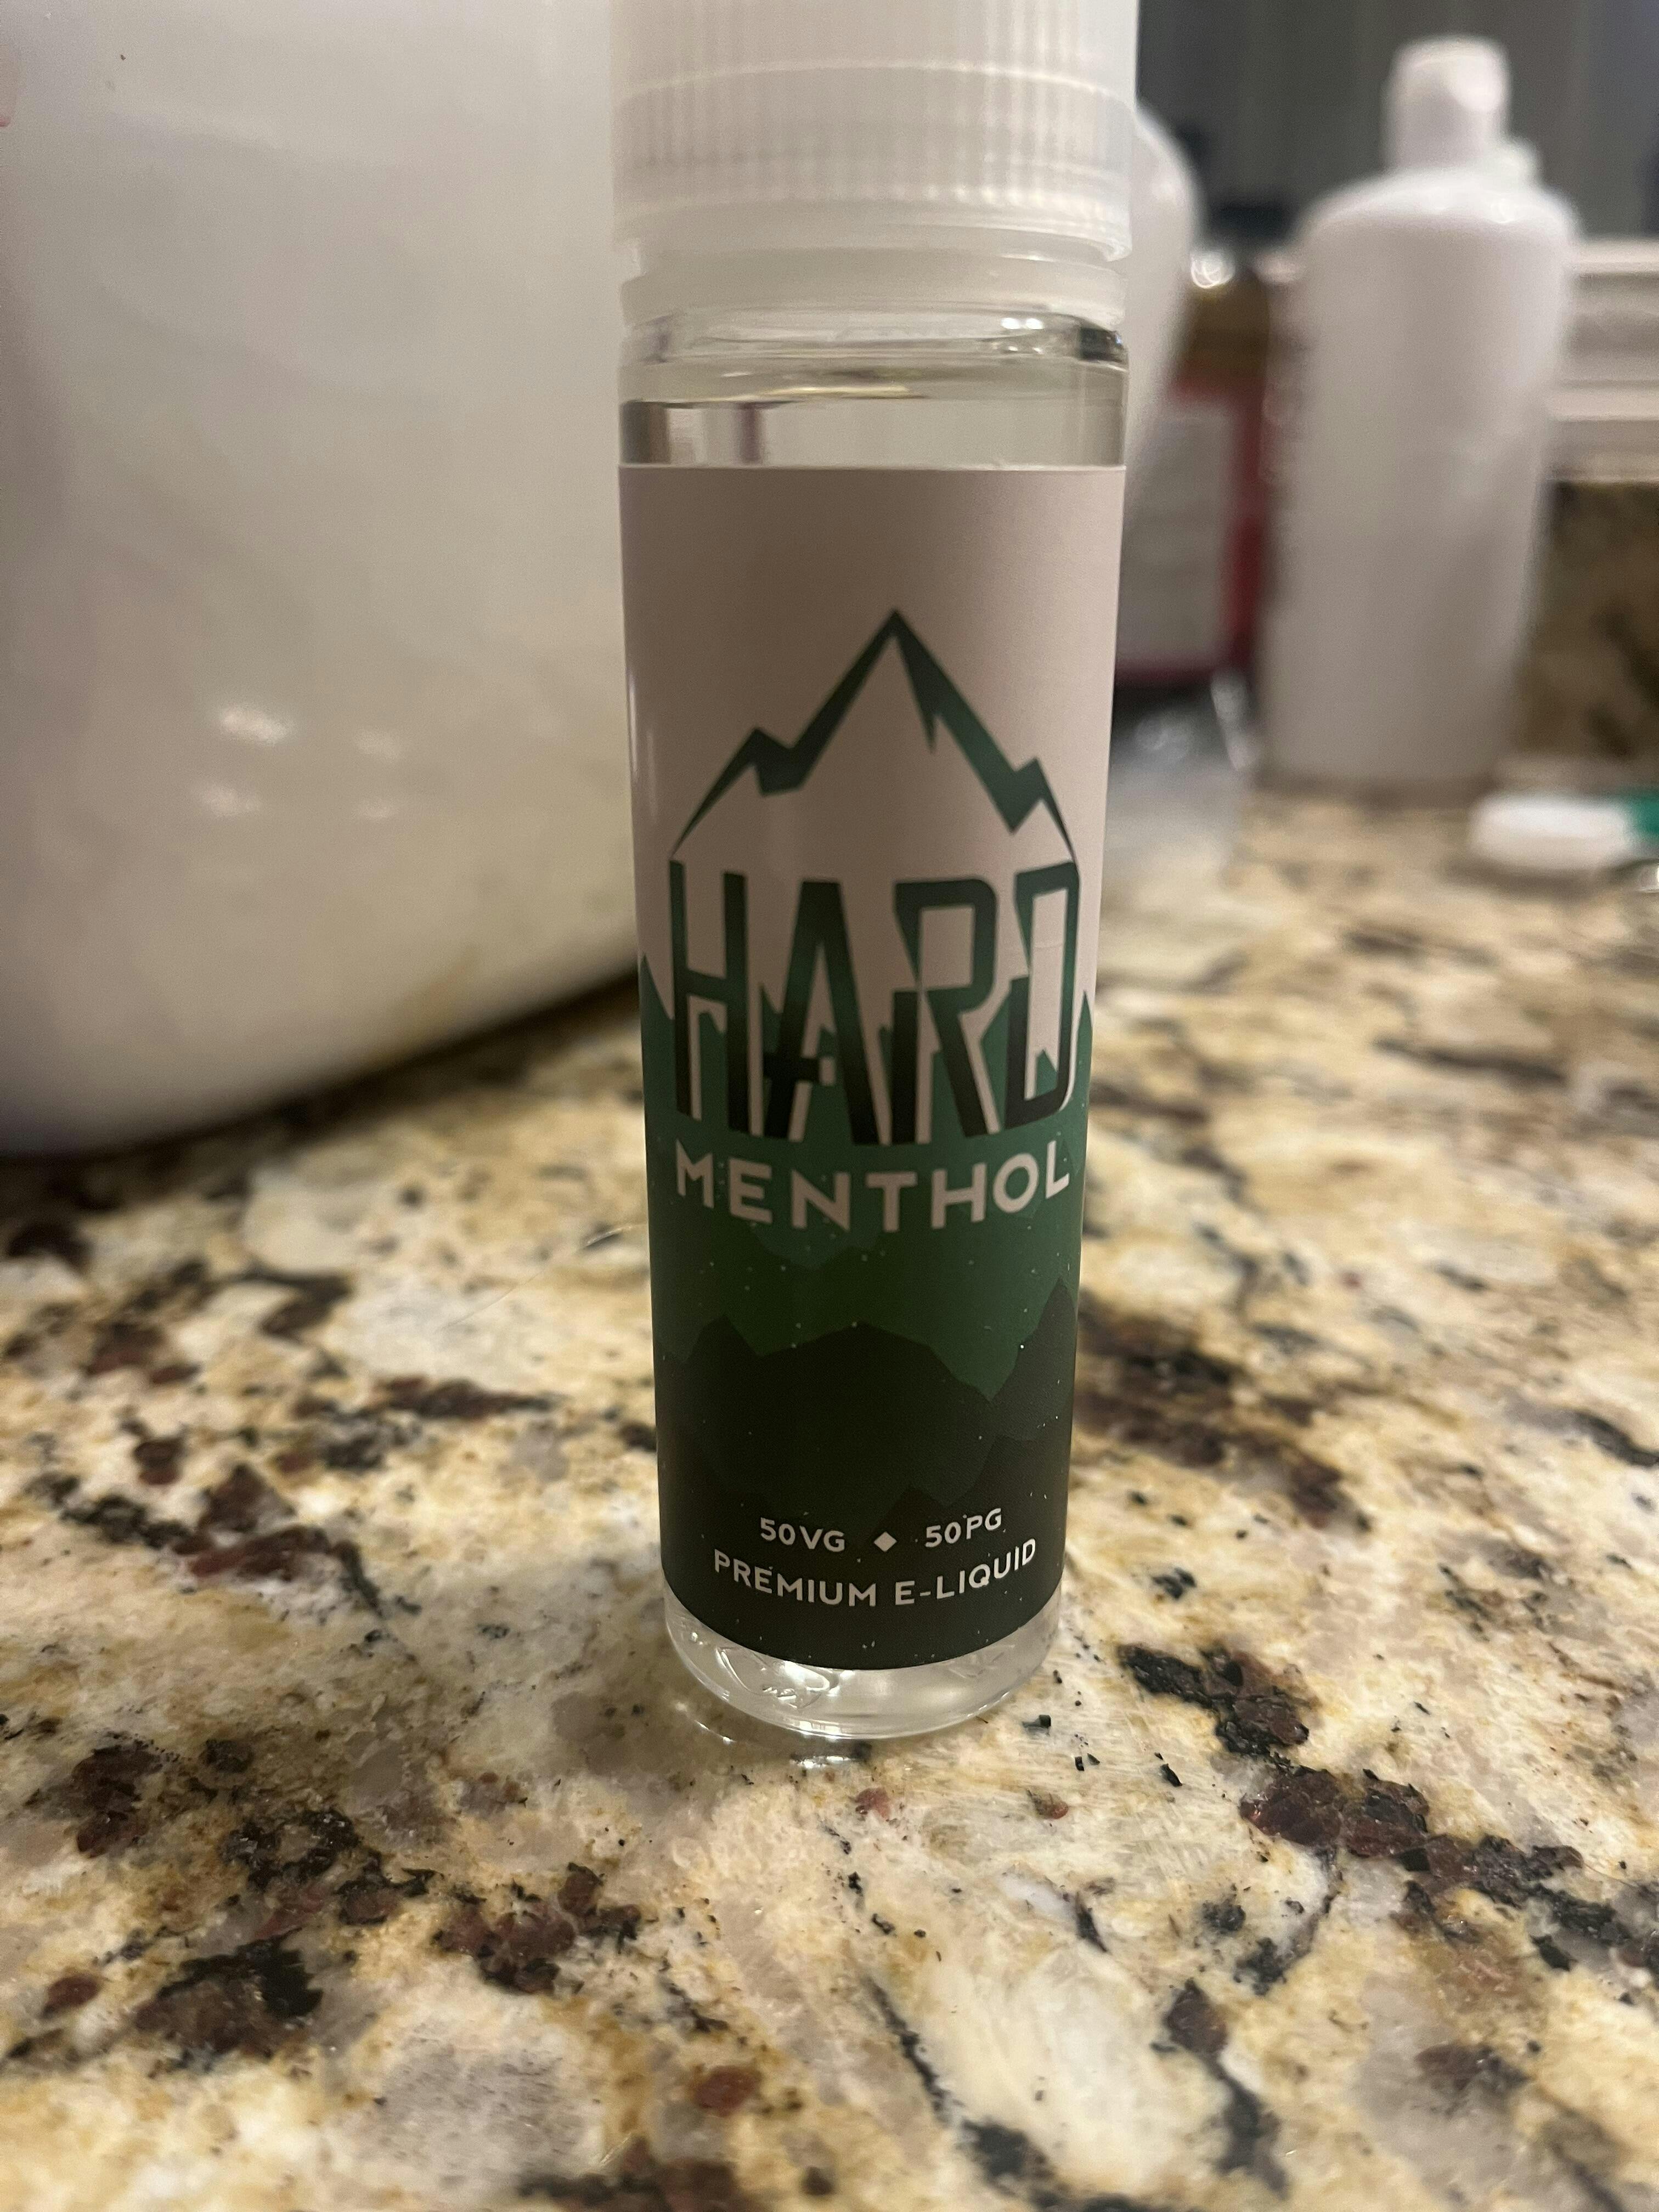 HARD
MENTHOL
50VG ◆ 50PG
PREMIUM E-LIQUID